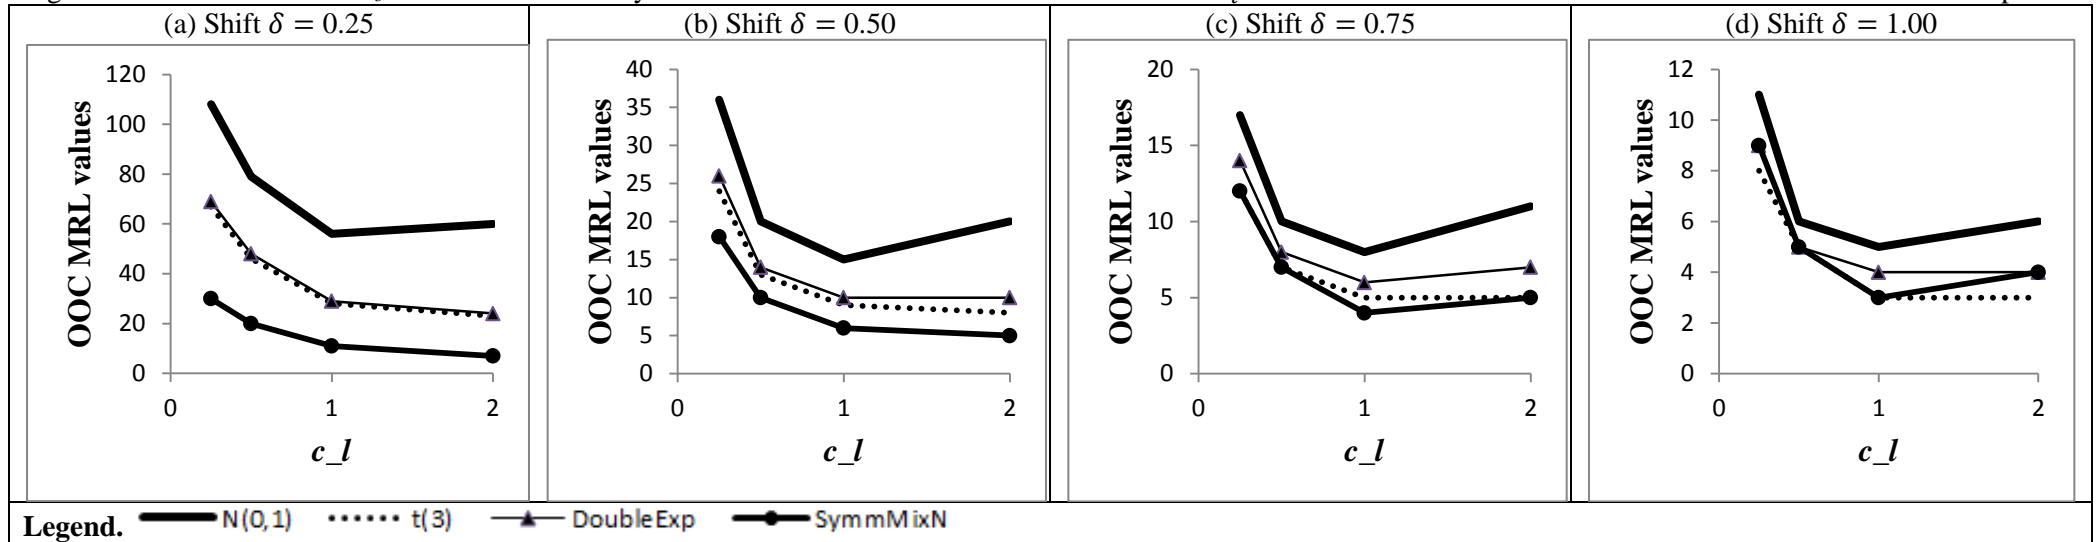 (a) Shift δ = 0.25
(b) Shift δ = 0.50
(c) Shift δ = 0.75
(d) Shift δ = 1.00
OOC MRL values
120
100
80
60
40
20
0
0 1 2
c_l
OOC MRL values
40
35
30
25
20
15
10
5
0
0 1 2
c_l
OOC MRL values
20
15
10
5
0
0 1 2
c_l
OOC MRL values
12
10
8
6
4
2
0
0 1 2
c_l
Legend. N(0,1) t(3) DoubleExp SymmMixN